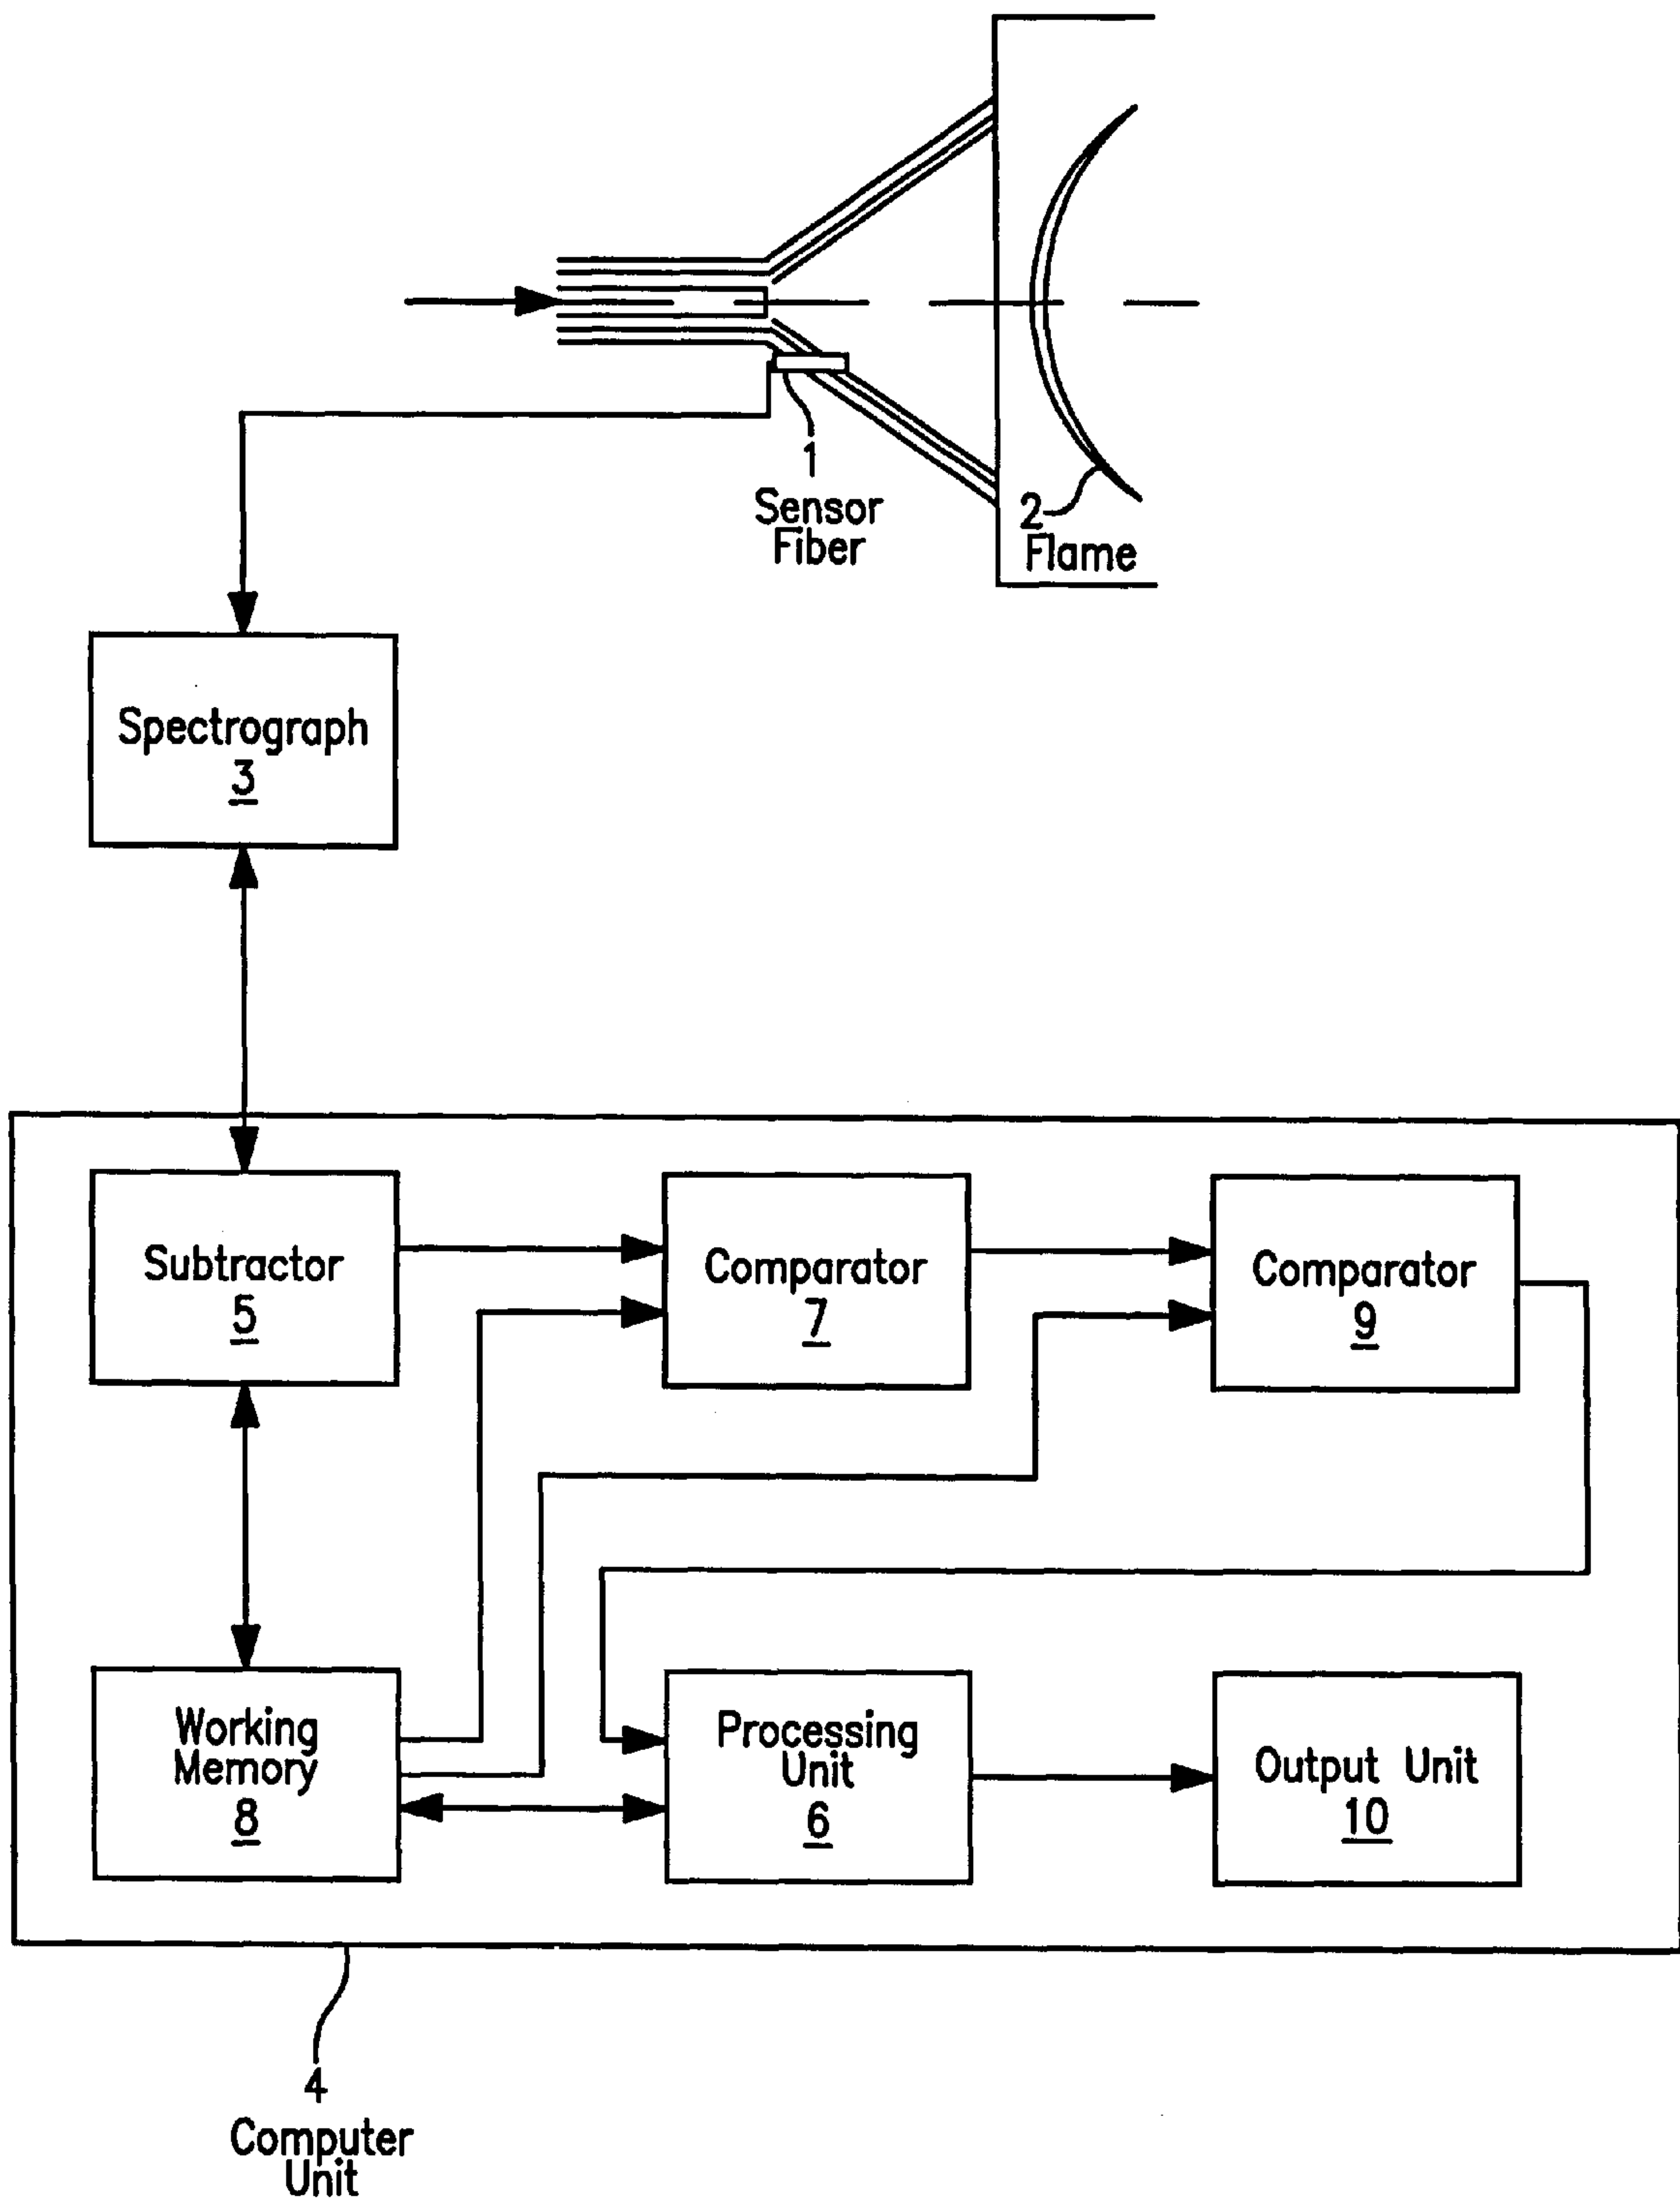 1
Sensor
Fiber
2
Flame
Spectrograph
3
Subtractor
5
Comparator
7
Comparator
9
Working
Memory
8
Processing
Unit
6
Output Unit
10
4
Computer
Unit